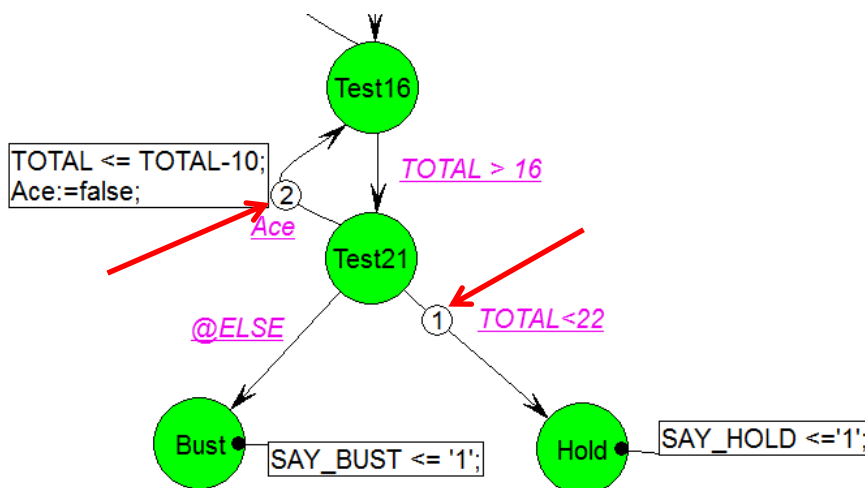 Test16
TOTAL <= TOTAL-10;
Ace:=false;
TOTAL > 16
2
Ace
Test21
@ELSE
1
TOTAL<22
Bust
SAY_BUST <= '1';
Hold
SAY_HOLD <='1';